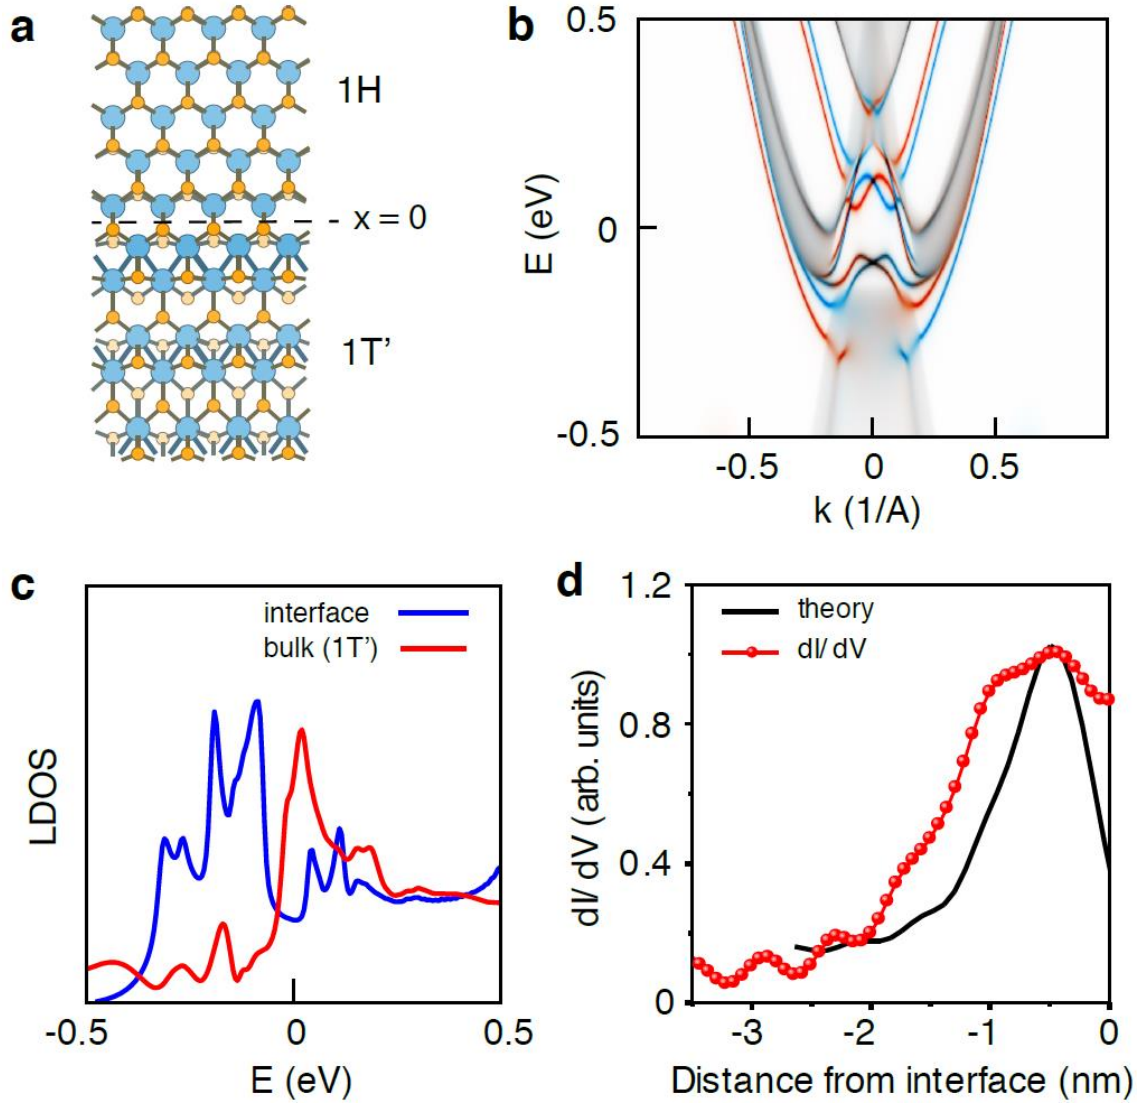 a
1H
x = 0
1T’
b
0.5
0
-0.5
E (eV)
-0.5 0 0.5
k (1/A)
c
interface
bulk (1T’)
LDOS
-0.5 0 0.5
E (eV)
d
1.2
0.8
0.4
0
theory
dI/ dV
dI/ dV (arb. units)
-3 -2 -1 0
Distance from interface (nm)